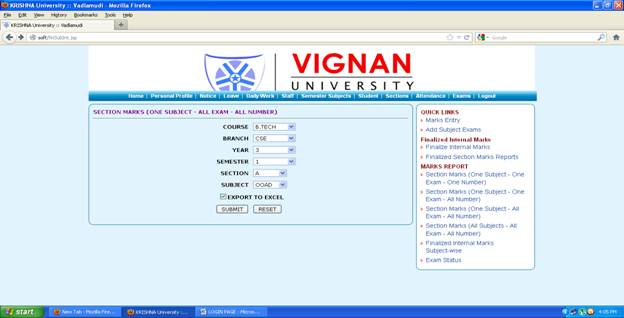 KRISHNA University :: Yadlamudi - Mozilla Firefox
File Edit View History Bookmarks Tools Help
KRISHNA University :: Yadlamudi
Google
VIGNAN
UNIVERSITY
Home | Personal Profile | Notice | Leave | Daily Work | Staff | Semester Subjects | Student | Sections | Attendance | Exams | Logout
SECTION MARKS (ONE SUBJECT - ALL EXAM - ALL NUMBER)
COURSE B.TECH
BRANCH CSE
YEAR 3
SEMESTER 1
SECTION A
SUBJECT OOAD
EXPORT TO EXCEL
SUBMIT RESET
QUICK LINKS
Marks Entry
Add Subject Exams
Finalized Internal Marks
Finalize Internal Marks
Finalized Section Marks Reports
MARKS REPORT
Section Marks (One Subject - One
Exam - One Number)
Section Marks (One Subject - One
Exam - All Number)
Section Marks (One Subject - All
Exam - All Number)
Section Marks (All Subjects - All
Exam - All Number)
Finalized Internal Marks
Subject-wise
Exam Status
start
New Tab - Mozilla Fire...
KRISHNA University ::...
LOGIN PAGE - Micros...
4:05 PM